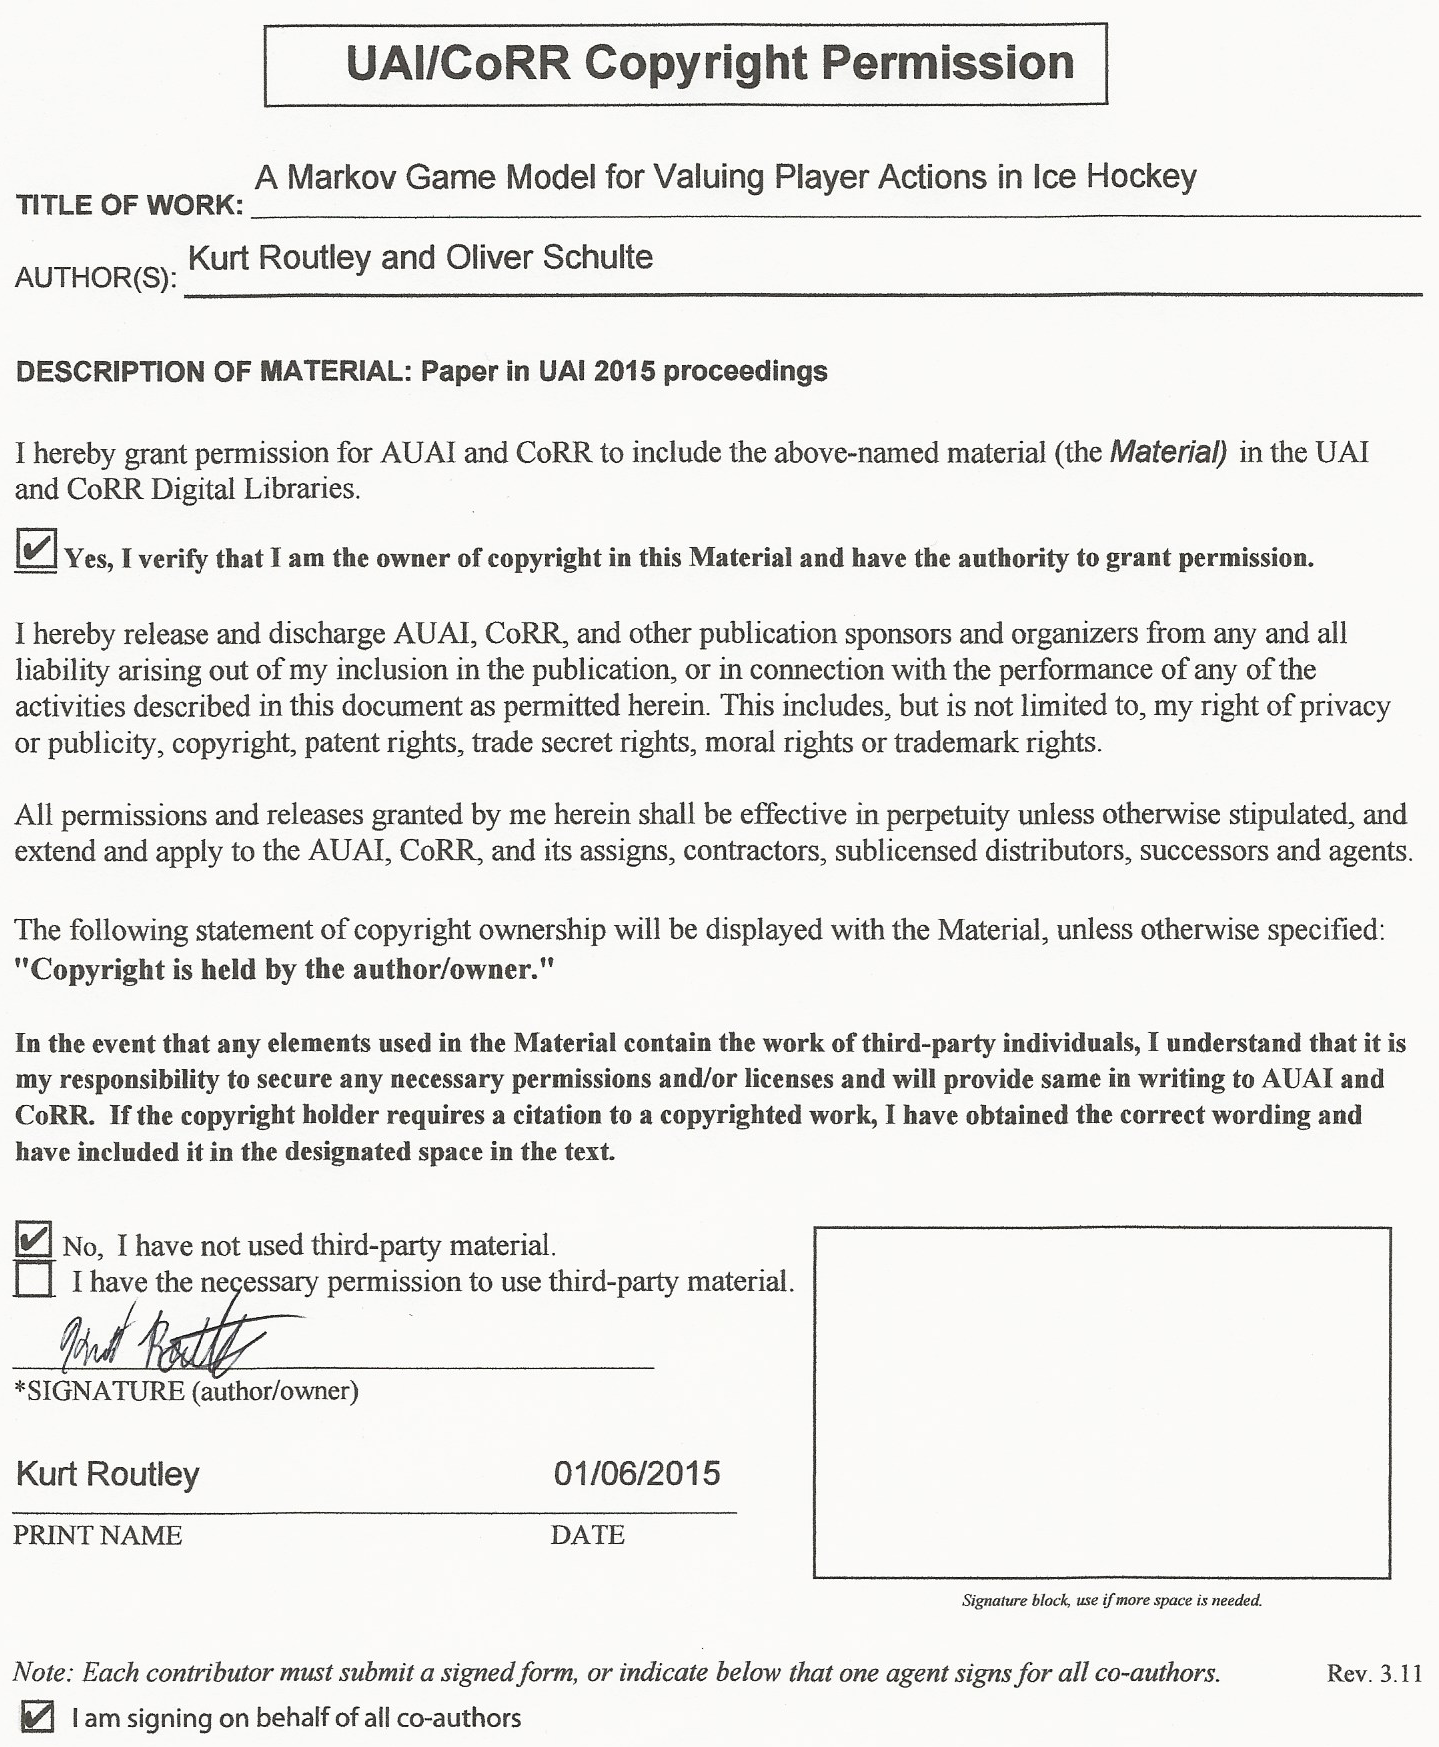 UAI/CoRR Copyright Permission
TITLE OF WORK: A Markov Game Model for Valuing Player Actions in Ice Hockey
AUTHOR(S): Kurt Routley and Oliver Schulte
DESCRIPTION OF MATERIAL: Paper in UAI 2015 proceedings
I hereby grant permission for AUAI and CoRR to include the above-named material (the Material) in the UAI
and CoRR Digital Libraries.
Yes, I verify that I am the owner of copyright in this Material and have the authority to grant permission.
I hereby release and discharge AUAI, CoRR, and other publication sponsors and organizers from any and all
liability arising out of my inclusion in the publication, or in connection with the performance of any of the
activities described in this document as permitted herein. This includes, but is not limited to, my right of privacy
or publicity, copyright, patent rights, trade secret rights, moral rights or trademark rights.
All permissions and releases granted by me herein shall be effective in perpetuity unless otherwise stipulated, and
extend and apply to the AUAI, CoRR, and its assigns, contractors, sublicensed distributors, successors and agents.
The following statement of copyright ownership will be displayed with the Material, unless otherwise specified:
"Copyright is held by the author/owner."
In the event that any elements used in the Material contain the work of third-party individuals, I understand that it is
my responsibility to secure any necessary permissions and/or licenses and will provide same in writing to AUAI and
CoRR. If the copyright holder requires a citation to a copyrighted work, I have obtained the correct wording and
have included it in the designated space in the text.
No, I have not used third-party material.
I have the necessary permission to use third-party material.
Kurt Routley
*SIGNATURE (author/owner)
Kurt Routley 01/06/2015
PRINT NAME DATE
Signature block, use if more space is needed.
Note: Each contributor must submit a signed form, or indicate below that one agent signs for all co-authors. Rev. 3.11
I am signing on behalf of all co-authors